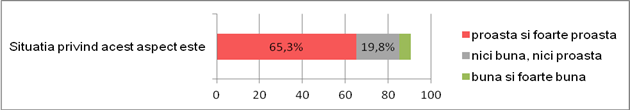 Situatia privind acest aspect este
65,3%
19,8%
0 20 40 60 80 100
proasta si foarte proasta
nici buna, nici proasta
buna si foarte buna